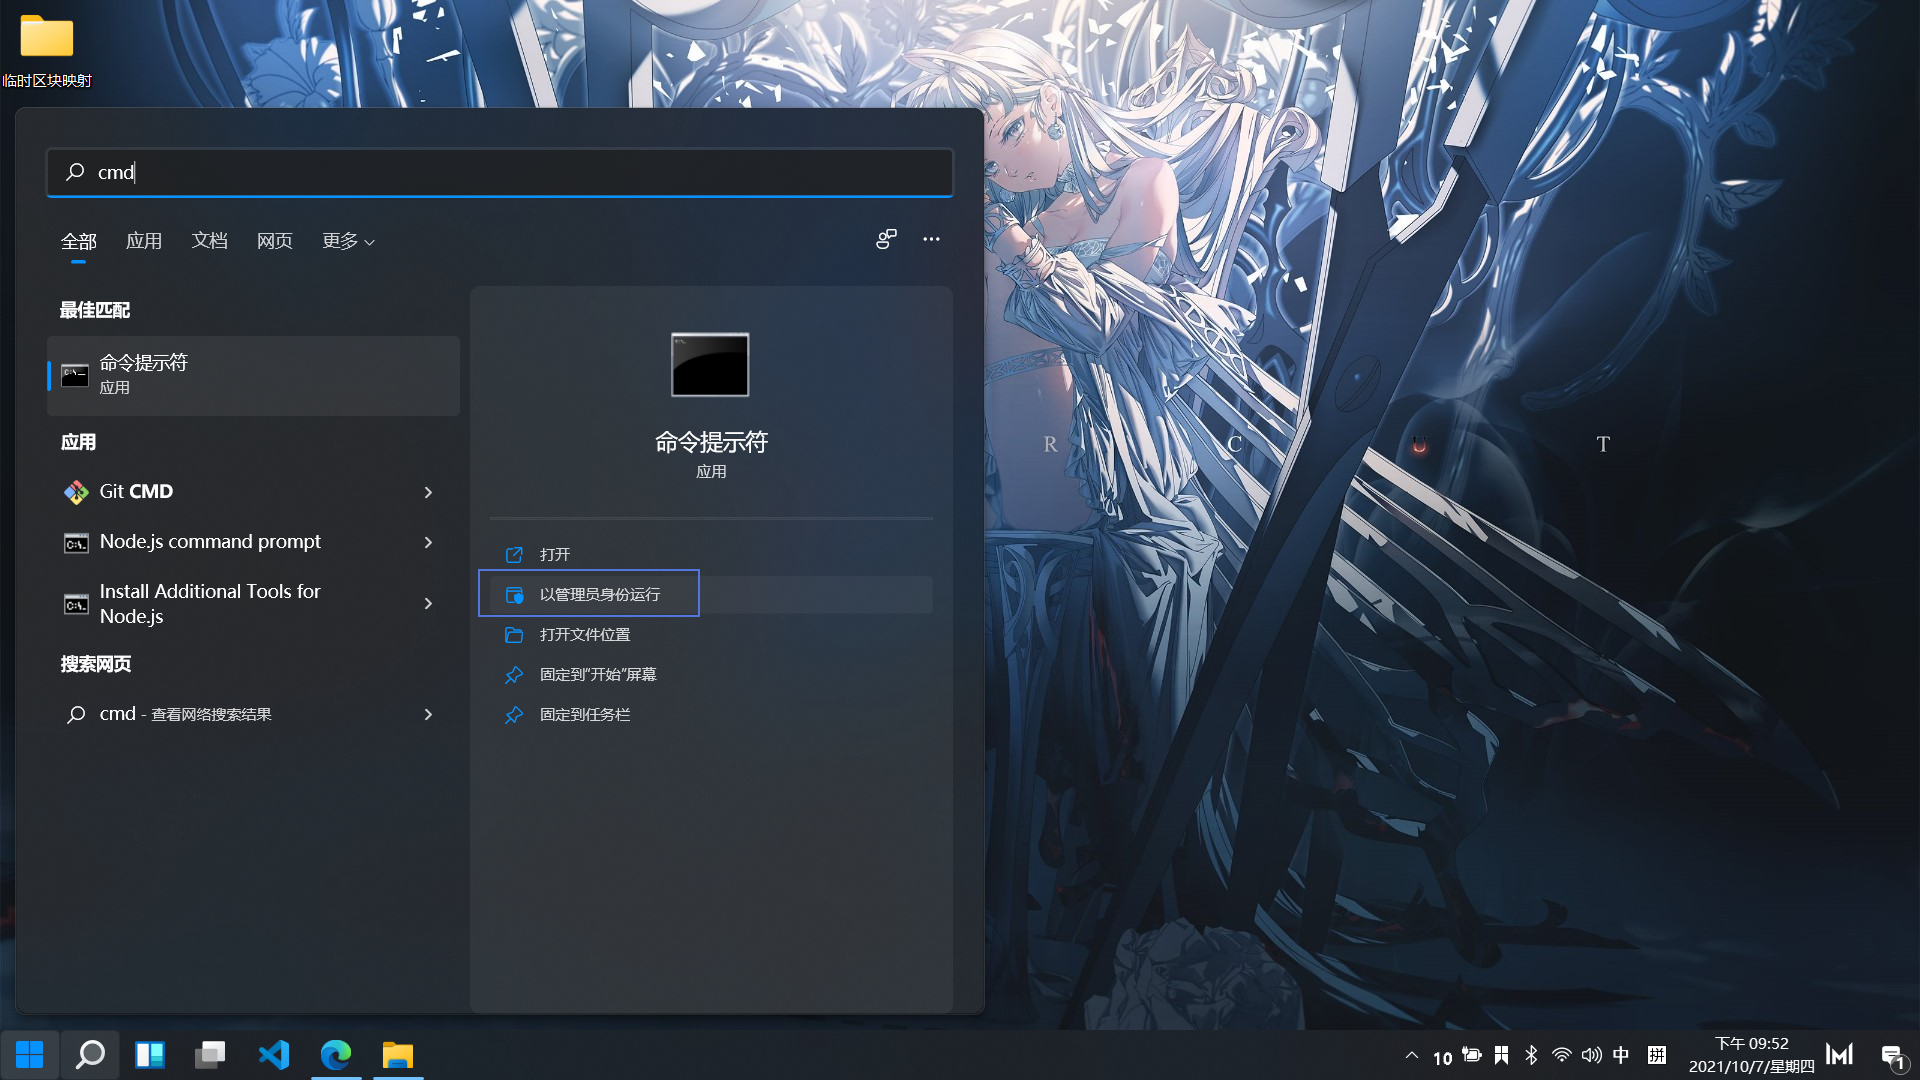 临时区块映射
cmd
全部 应用 文档 网页 更多
最佳匹配
命令提示符
应用
应用
Git CMD
Node.js command prompt
Install Additional Tools for
Node.js
搜索网页
cmd - 查看网络搜索结果
命令提示符
应用
打开
以管理员身份运行
打开文件位置
固定到“开始”屏幕
固定到任务栏
R C U T
10
中
拼
下午 09:52
2021/10/7/星期四
1